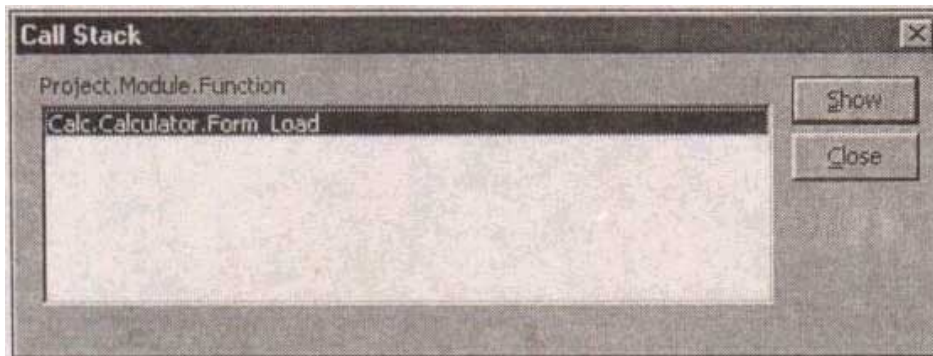 Call Stack
Project.Module.Function
Show
Calc.Calculator.Form_Load
Close